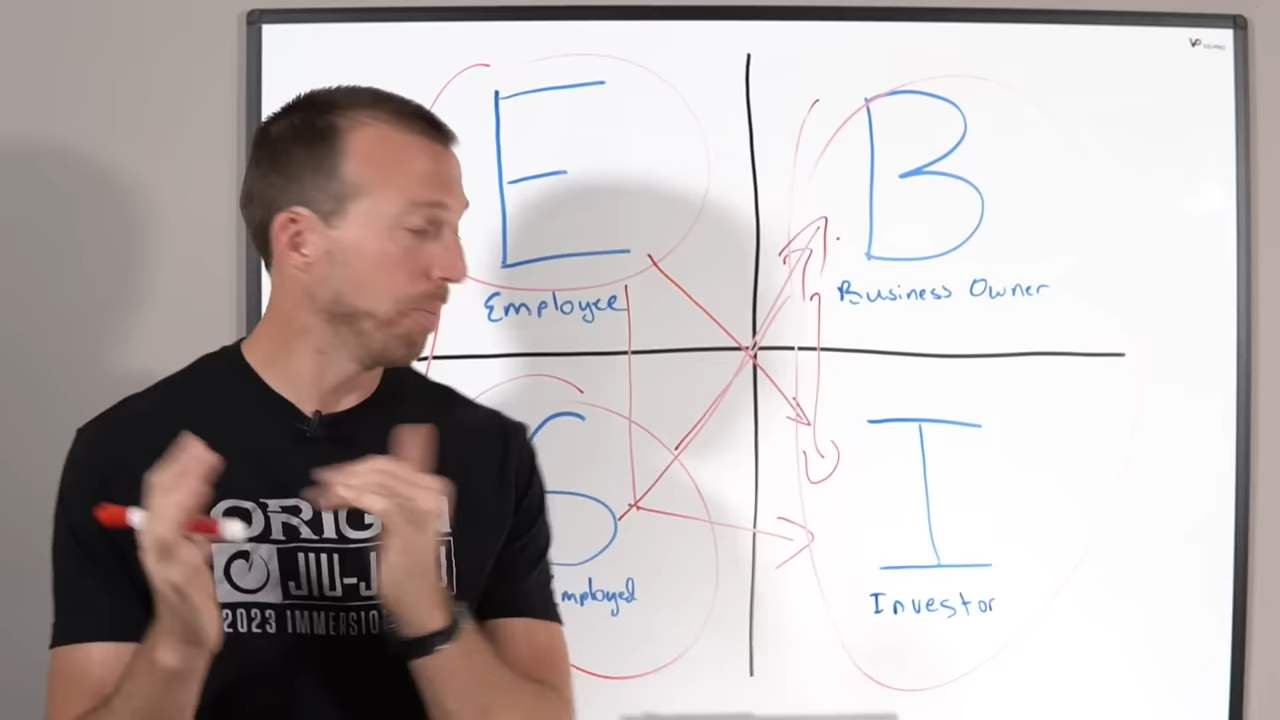 E
B
Employee
Business Owner
S
I
mployed
Investor
ORIG
JIU-J
2023 IMMERSIO